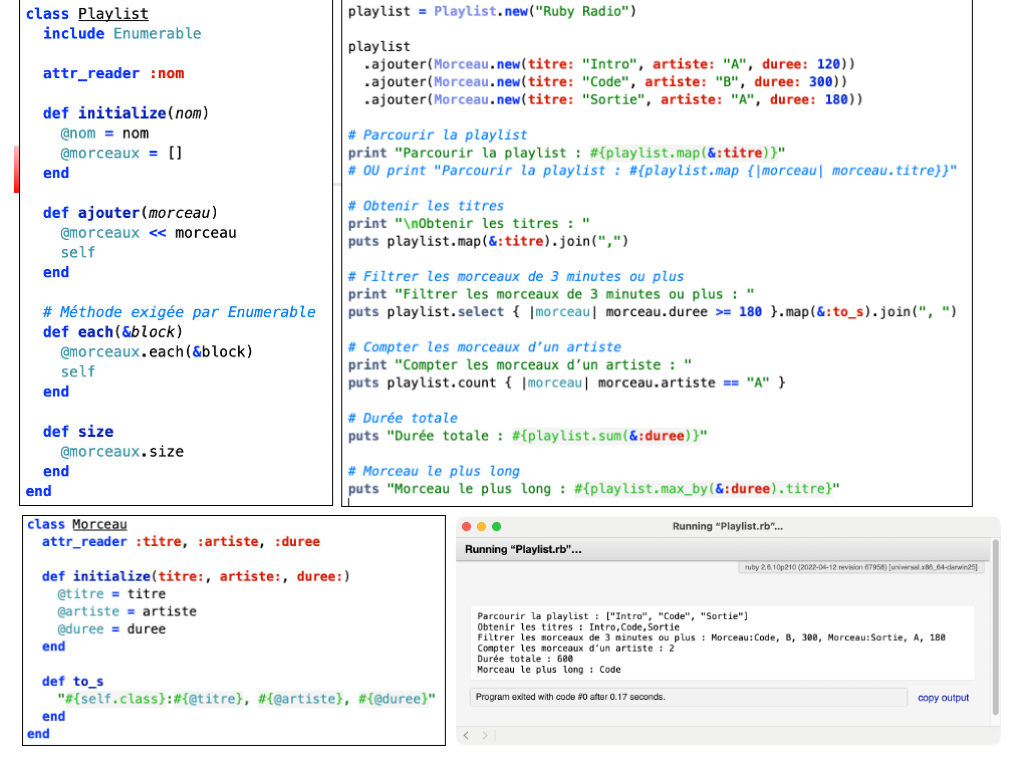 class Playlist
  include Enumerable

  attr_reader :nom

  def initialize(nom)
    @nom = nom
    @morceaux = []
  end

  def ajouter(morceau)
    @morceaux << morceau
    self
  end

  # Méthode exigée par Enumerable
  def each(&block)
    @morceaux.each(&block)
    self
  end

  def size
    @morceaux.size
  end
end
playlist = Playlist.new("Ruby Radio")

playlist
  .ajouter(Morceau.new(titre: "Intro", artiste: "A", duree: 120))
  .ajouter(Morceau.new(titre: "Code", artiste: "B", duree: 300))
  .ajouter(Morceau.new(titre: "Sortie", artiste: "A", duree: 180))

# Parcourir la playlist
print "Parcourir la playlist : #{playlist.map(&:titre)}"
# OU print "Parcourir la playlist : #{playlist.map {|morceau| morceau.titre}}"

# Obtenir les titres
print "\nObtenir les titres : "
puts playlist.map(&:titre).join(",")

# Filtrer les morceaux de 3 minutes ou plus
print "Filtrer les morceaux de 3 minutes ou plus : "
puts playlist.select { |morceau| morceau.duree >= 180 }.map(&:to_s).join(", ")

# Compter les morceaux d’un artiste
print "Compter les morceaux d’un artiste : "
puts playlist.count { |morceau| morceau.artiste == "A" }

# Durée totale
puts "Durée totale : #{playlist.sum(&:duree)}"

# Morceau le plus long
puts "Morceau le plus long : #{playlist.max_by(&:duree).titre}"
class Morceau
  attr_reader :titre, :artiste, :duree

  def initialize(titre:, artiste:, duree:)
    @titre = titre
    @artiste = artiste
    @duree = duree
  end

  def to_s
    "#{self.class}:#{@titre}, #{@artiste}, #{@duree}"
  end
end
Running “Playlist.rb”...
Running “Playlist.rb”...
ruby 2.6.10p210 (2022-04-12 revision 67958) [universal.x86_64-darwin25]
Parcourir la playlist : ["Intro", "Code", "Sortie"]
Obtenir les titres : Intro,Code,Sortie
Filtrer les morceaux de 3 minutes ou plus : Morceau:Code, B, 300, Morceau:Sortie, A, 180
Compter les morceaux d’un artiste : 2
Durée totale : 600
Morceau le plus long : Code
Program exited with code #0 after 0.17 seconds.
copy output